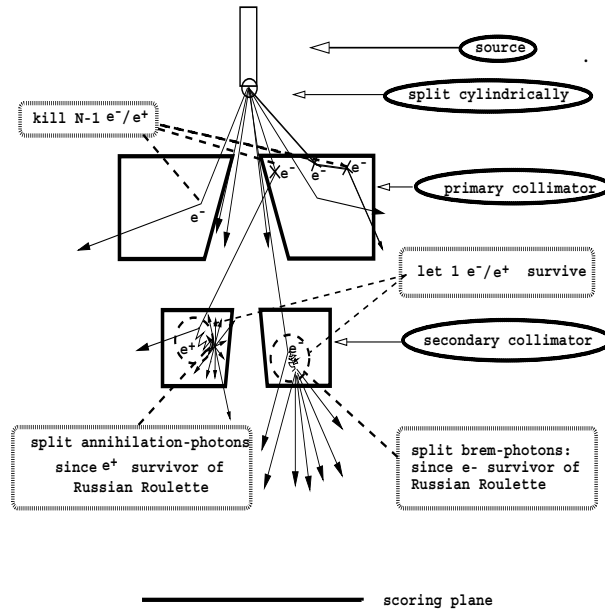 source
split cylindrically
kill N-1 e⁻/e⁺
e⁻ e⁻ e⁻
primary collimator
e⁻
let 1 e⁻/e⁺ survive
e⁺
secondary collimator
split annihilation-photons
since e⁺ survivor of
Russian Roulette
split brem-photons:
since e- survivor of
Russian Roulette
scoring plane